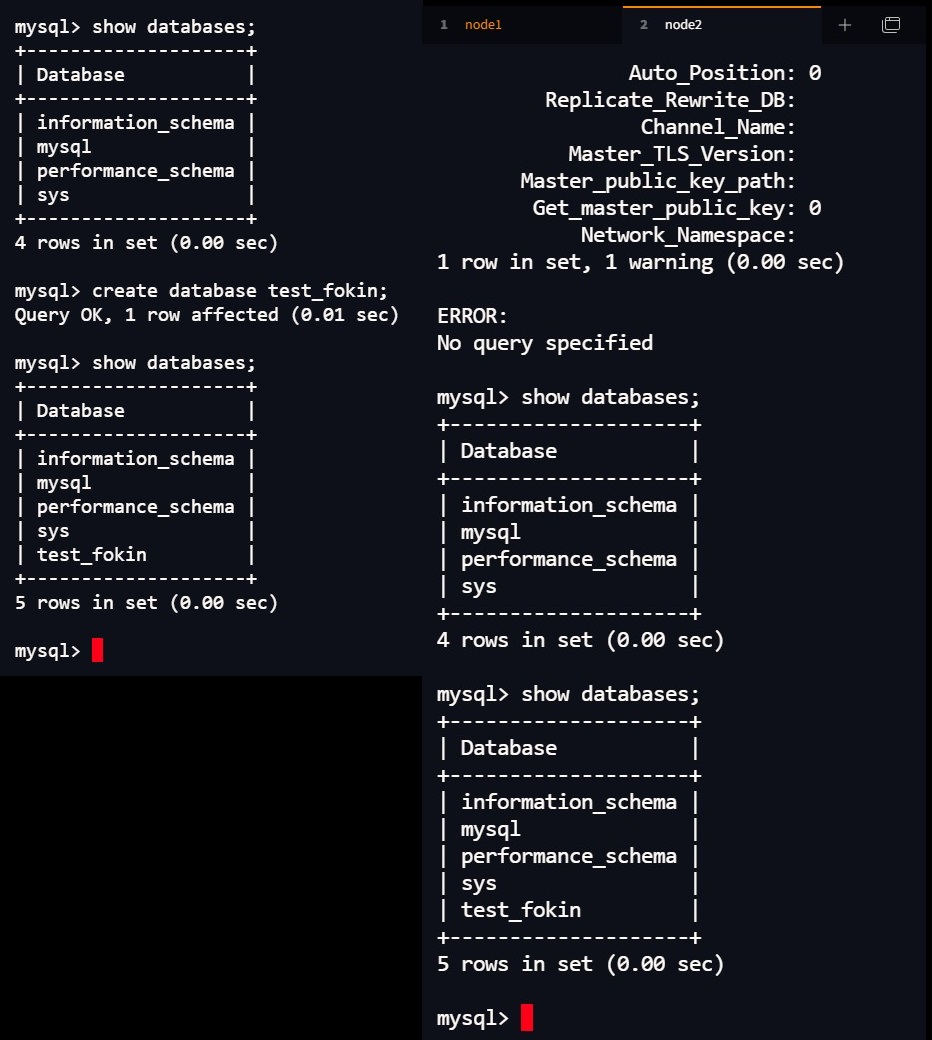 mysql> show databases;
+--------------------+
| Database           |
+--------------------+
| information_schema |
| mysql              |
| performance_schema |
| sys                |
+--------------------+
4 rows in set (0.00 sec)

mysql> create database test_fokin;
Query OK, 1 row affected (0.01 sec)

mysql> show databases;
+--------------------+
| Database           |
+--------------------+
| information_schema |
| mysql              |
| performance_schema |
| sys                |
| test_fokin         |
+--------------------+
5 rows in set (0.00 sec)

mysql>
1 node1
2 node2
Auto_Position: 0
Replicate_Rewrite_DB:
Channel_Name:
Master_TLS_Version:
Master_public_key_path:
Get_master_public_key: 0
Network_Namespace:
1 row in set, 1 warning (0.00 sec)

ERROR:
No query specified

mysql> show databases;
+--------------------+
| Database           |
+--------------------+
| information_schema |
| mysql              |
| performance_schema |
| sys                |
+--------------------+
4 rows in set (0.00 sec)

mysql> show databases;
+--------------------+
| Database           |
+--------------------+
| information_schema |
| mysql              |
| performance_schema |
| sys                |
| test_fokin         |
+--------------------+
5 rows in set (0.00 sec)

mysql>